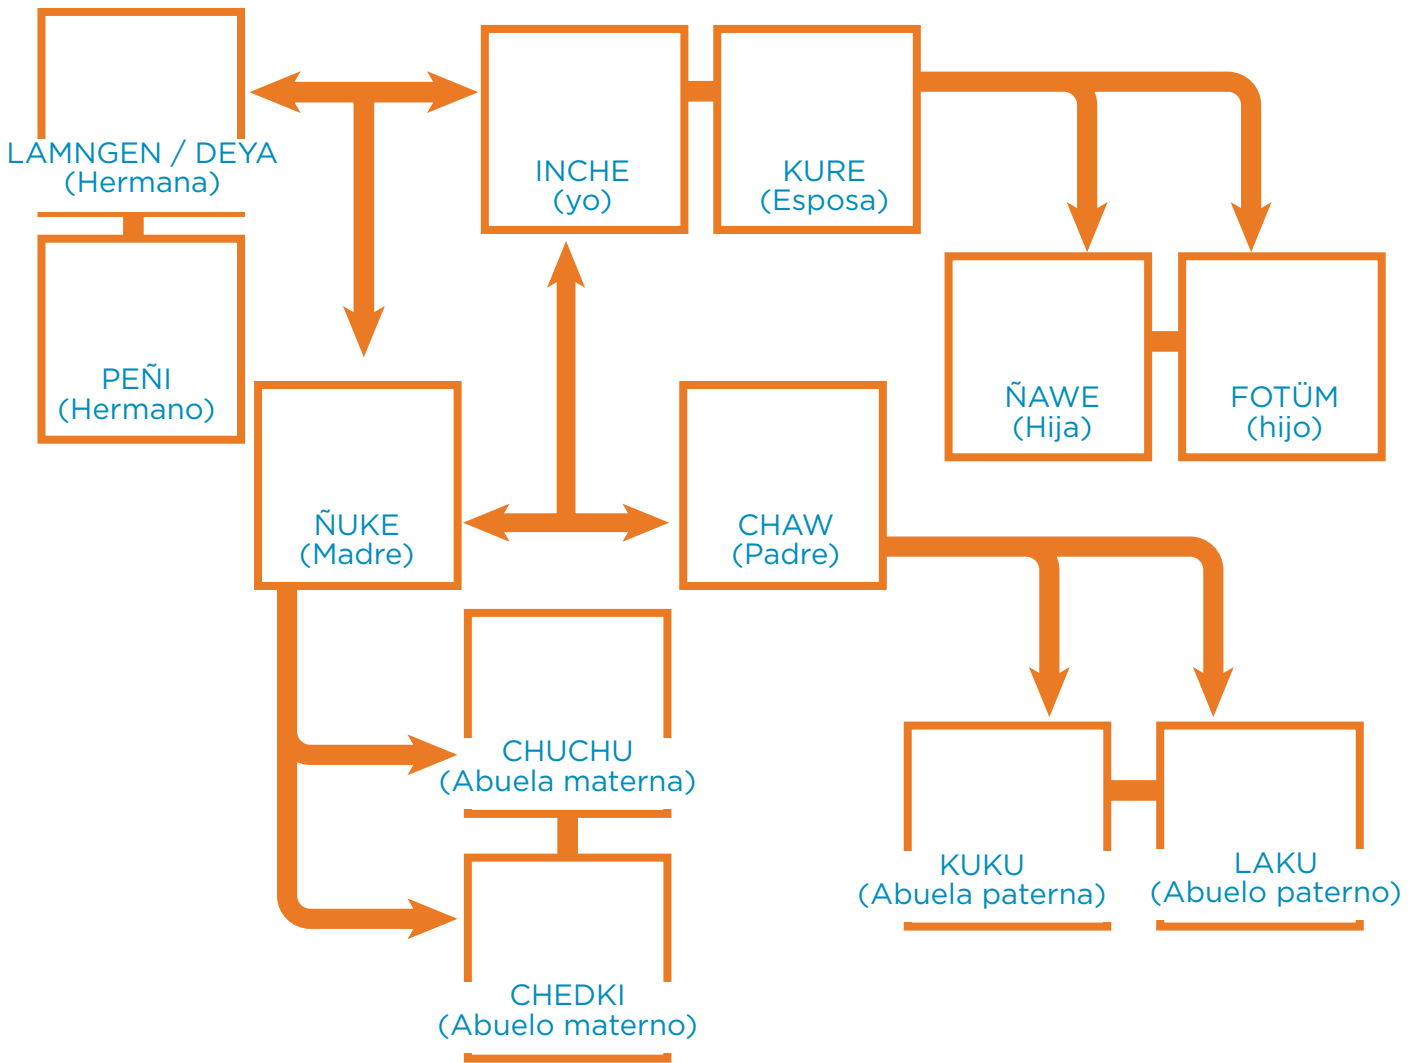 LAMNGEN / DEYA
(Hermana)
INCHE
(yo)
KURE
(Esposa)
PEÑI
(Hermano)
ÑAWE
(Hija)
FOTÜM
(hijo)
ÑUKE
(Madre)
CHAW
(Padre)
CHUCHU
(Abuela materna)
KUKU
(Abuela paterna)
LAKU
(Abuelo paterno)
CHEDKI
(Abuelo materno)